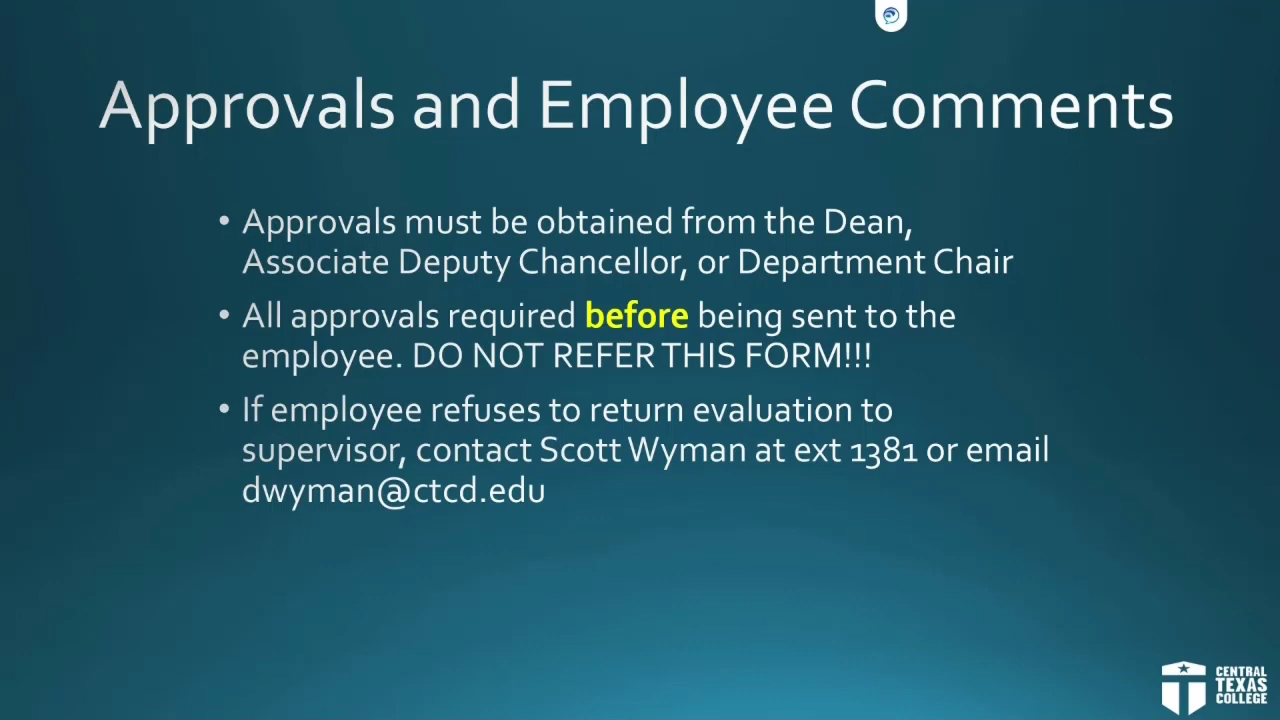 Approvals and Employee Comments
• Approvals must be obtained from the Dean,
Associate Deputy Chancellor, or Department Chair
• All approvals required before being sent to the
employee. DO NOT REFER THIS FORM!!!
• If employee refuses to return evaluation to
supervisor, contact Scott Wyman at ext 1381 or email
dwyman@ctcd.edu
CENTRAL
TEXAS
COLLEGE